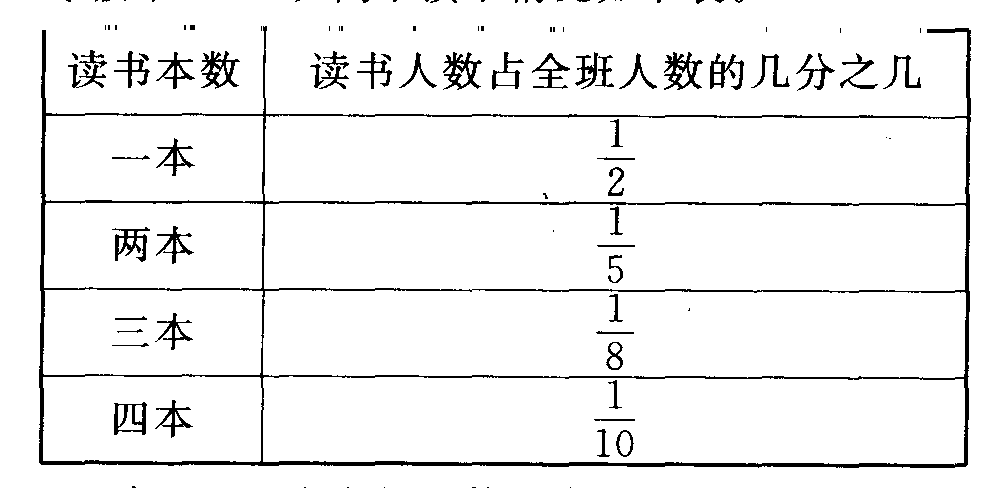 读书本数 读书人数占全班人数的几分之几
一本 1/2
两本 1/5
三本 1/8
四本 1/10